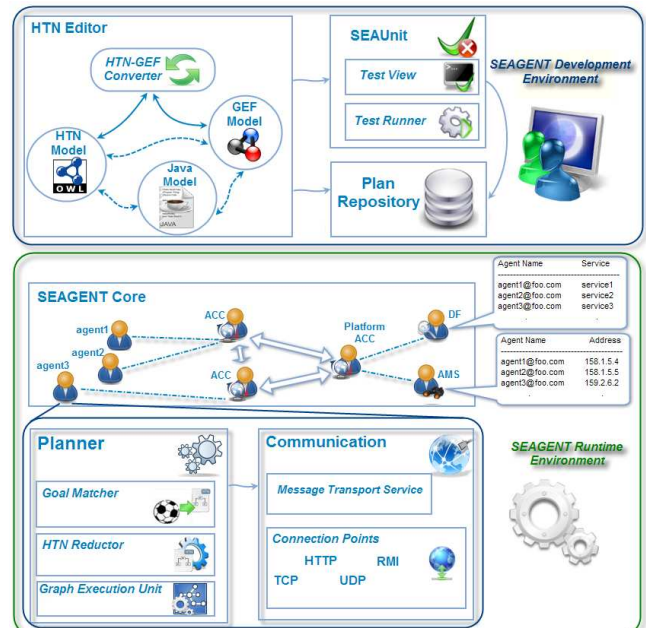 HTN Editor
HTN-GEF
Converter
GEF
Model
HTN
Model
OWL
Java
Model
JAVA
SEAUnit
Test View
Test Runner
Plan
Repository
SEAGENT Development
Environment
SEAGENT Core
agent1
agent2
agent3
ACC
ACC
Platform
ACC
DF
AMS
Agent Name Service
agent1@foo.com service1
agent2@foo.com service2
agent3@foo.com service3
. .
Agent Name Address
agent1@foo.com 158.1.5.4
agent2@foo.com 158.1.5.5
agent3@foo.com 159.2.6.2
. .
Planner
Goal Matcher
HTN Reductor
Graph Execution Unit
Communication
Message Transport Service
Connection Points
HTTP RMI
TCP UDP
SEAGENT Runtime
Environment